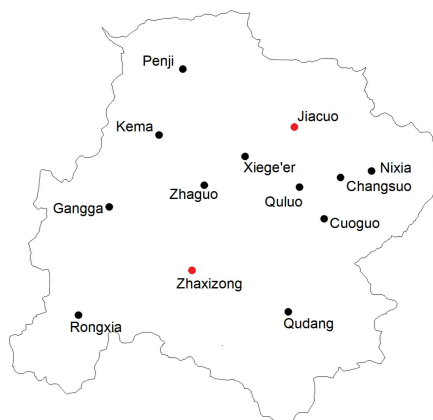 Penji
Jiacuo
Kema
Xiege'er
Nixia
Changsuo
Zhaguo
Quluo
Gangga
Cuoguo
Zhaxizong
Rongxia
Qudang